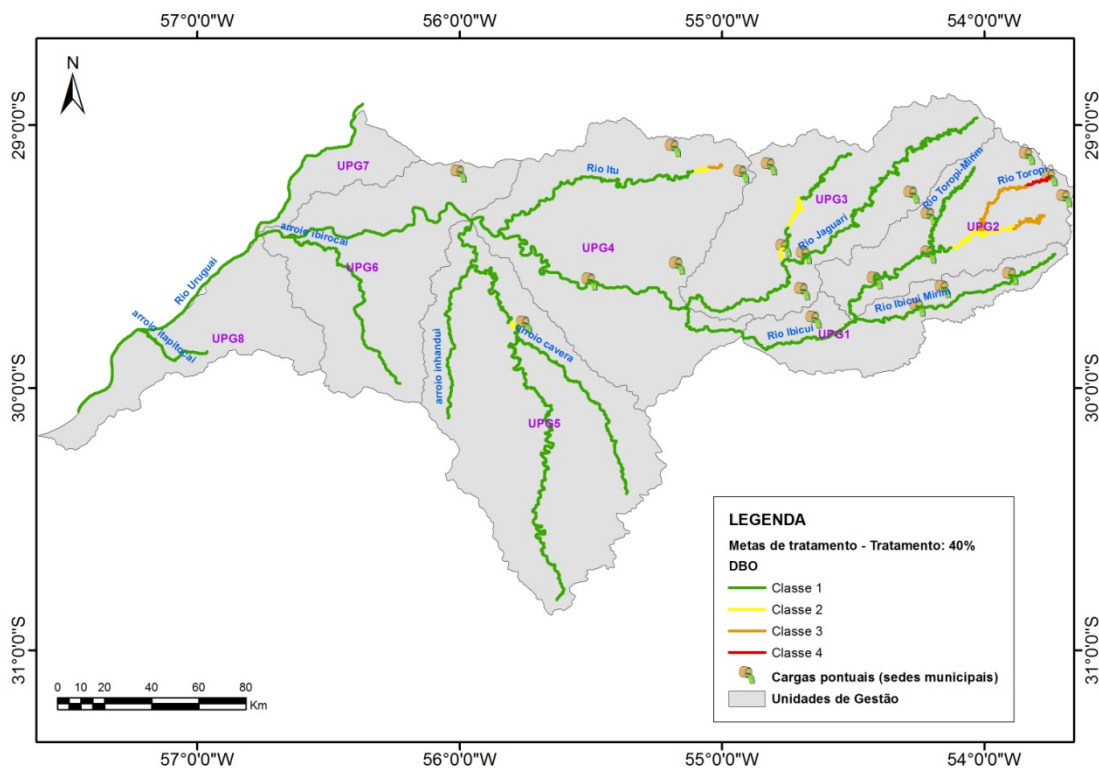 57°0'0"W
56°0'0"W
55°0'0"W
54°0'0"W
N
29°0'0"S
29°0'0"S
UPG7
Rio Itu
UPG3
Rio Toropi-Mirim
Rio Toropi
UPG2
arroio ibirocai
Rio Jaguari
UPG4
UPG6
Rio Uruguai
Rio Ibicui Mirim
arroio itapitocai
UPG8
arroio inhandui
arroio cavera
Rio Ibicui
UPG1
30°0'0"S
30°0'0"S
UPG5
LEGENDA
Metas de tratamento - Tratamento: 40%
DBO
Classe 1
Classe 2
Classe 3
Classe 4
Cargas pontuais (sedes municipais)
Unidades de Gestão
31°0'0"S
31°0'0"S
0 10 20 40 60 80
Km
57°0'0"W
56°0'0"W
55°0'0"W
54°0'0"W